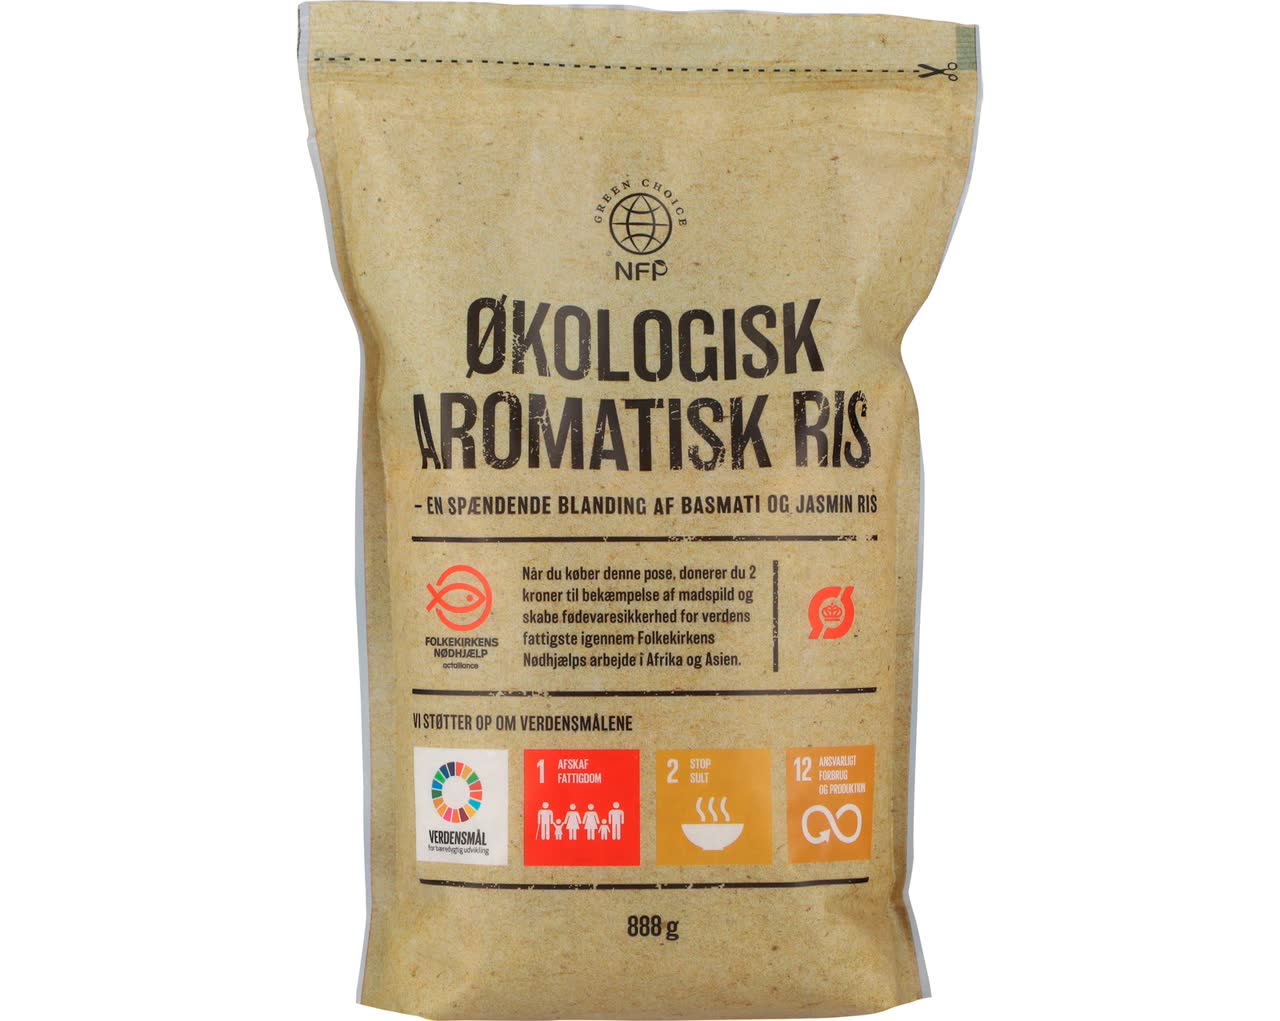 GREEN CHOICE
NFP
ØKOLOGISK
AROMATISK RIS
– EN SPÆNDENDE BLANDING AF BASMATI OG JASMIN RIS
Når du køber denne pose, donerer du 2
kroner til bekæmpelse af madspild og
skabe fødevaresikkerhed for verdens
fattigste igennem Folkekirkens
Nødhjælps arbejde i Afrika og Asien.
FOLKEKIRKENS
NØDHJÆLP
actalliance
Ø
VI STØTTER OP OM VERDENSMÅLENE
VERDENSMÅL
for bæredygtig udvikling
1 AFSKAF
FATTIGDOM
2 STOP
SULT
12 ANSVARLIGT
FORBRUG
OG PRODUKTION
888 g